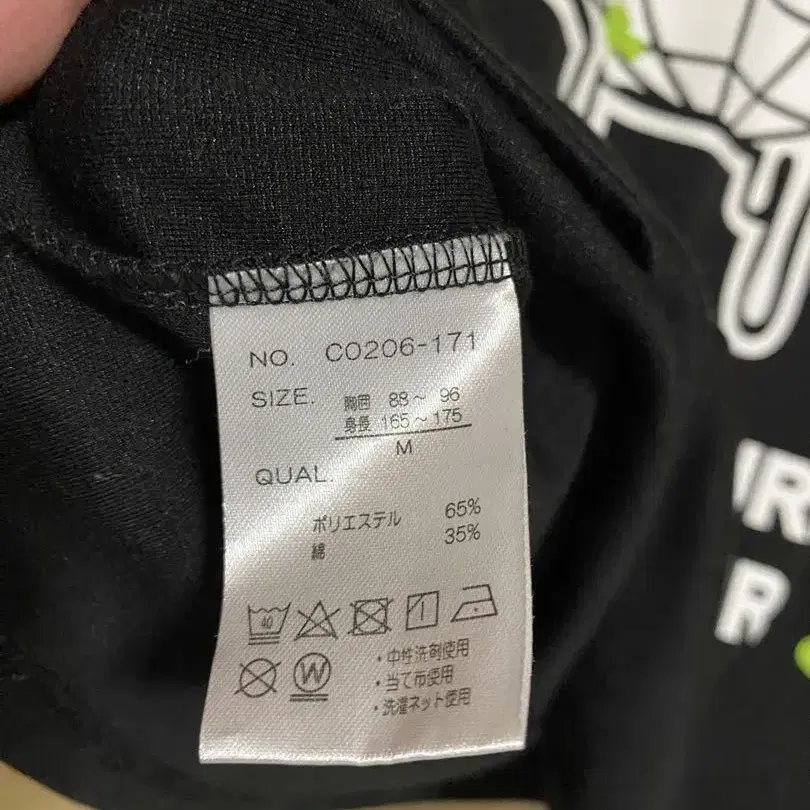 NO. C0206-171
SIZE. 胸囲 88～ 96
身長 165～175
M
QUAL.
ポリエステル 65%
綿 35%
40
W
・中性洗剤使用
・当て布使用
・洗濯ネット使用
R